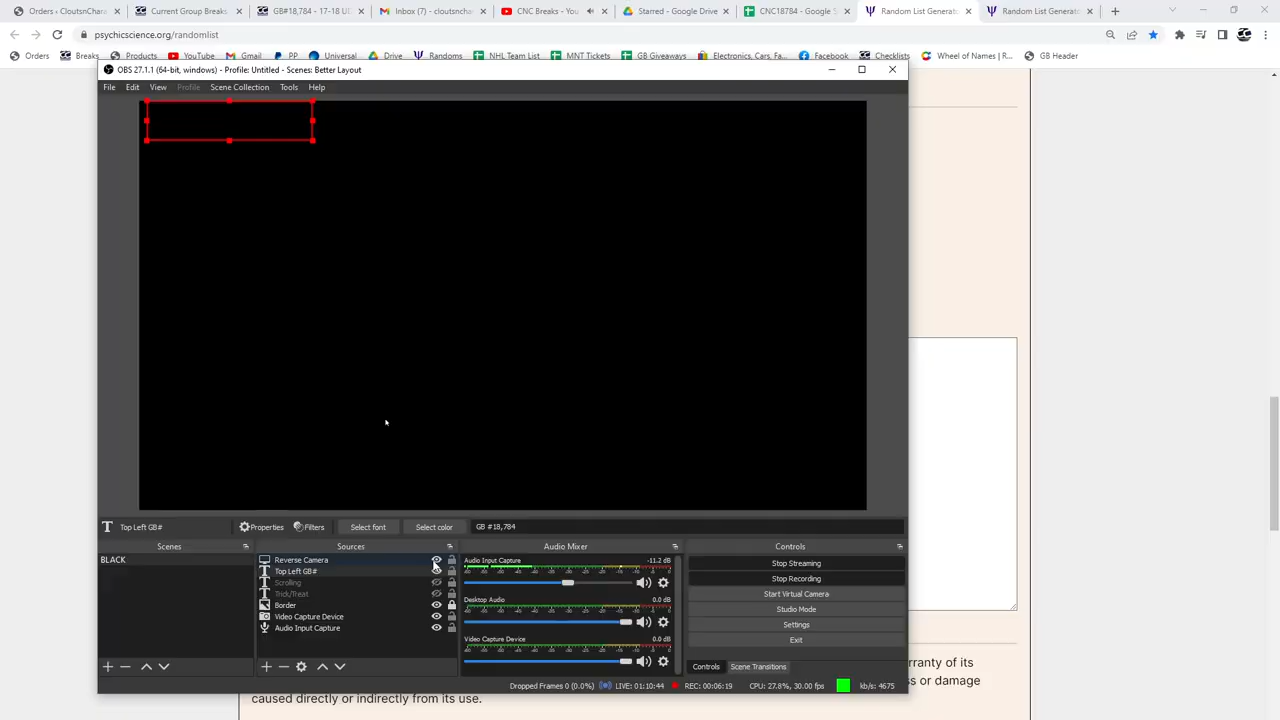 Orders ‹ CloutsnChara
Current Group Breaks
GB#18,784 - 17-18 UD
Inbox (7) - cloutsnchar
CNC Breaks - You
Starred - Google Drive
CNC18784 - Google S
Random List Generato
Random List Generato
psychicscience.org/randomlist
Orders
Breaks
Products
YouTube
Gmail
PP
Universal
Drive
Randoms
NHL Team List
MNT Tickets
GB Giveaways
Electronics, Cars, Fa...
Facebook
Checklists
Wheel of Names | R...
GB Header
OBS 27.1.1 (64-bit, windows) - Profile: Untitled - Scenes: Better Layout
File Edit View Profile Scene Collection Tools Help
Top Left GB#
Properties
Filters
Select font
Select color
GB #18,784
Scenes
Sources
Audio Mixer
Controls
BLACK
Reverse Camera
Top Left GB#
Scrolling
Trick/Treat
Border
Video Capture Device
Audio Input Capture
Audio Input Capture
-11.2 dB
Desktop Audio
0.0 dB
Video Capture Device
0.0 dB
Stop Streaming
Stop Recording
Start Virtual Camera
Studio Mode
Settings
Exit
Controls
Scene Transitions
Dropped Frames 0 (0.0%)
LIVE: 01:10:44
REC: 00:06:19
CPU: 27.8%, 30.00 fps
kb/s: 4675
rranty of its
ss or damage
caused directly or indirectly from its use.